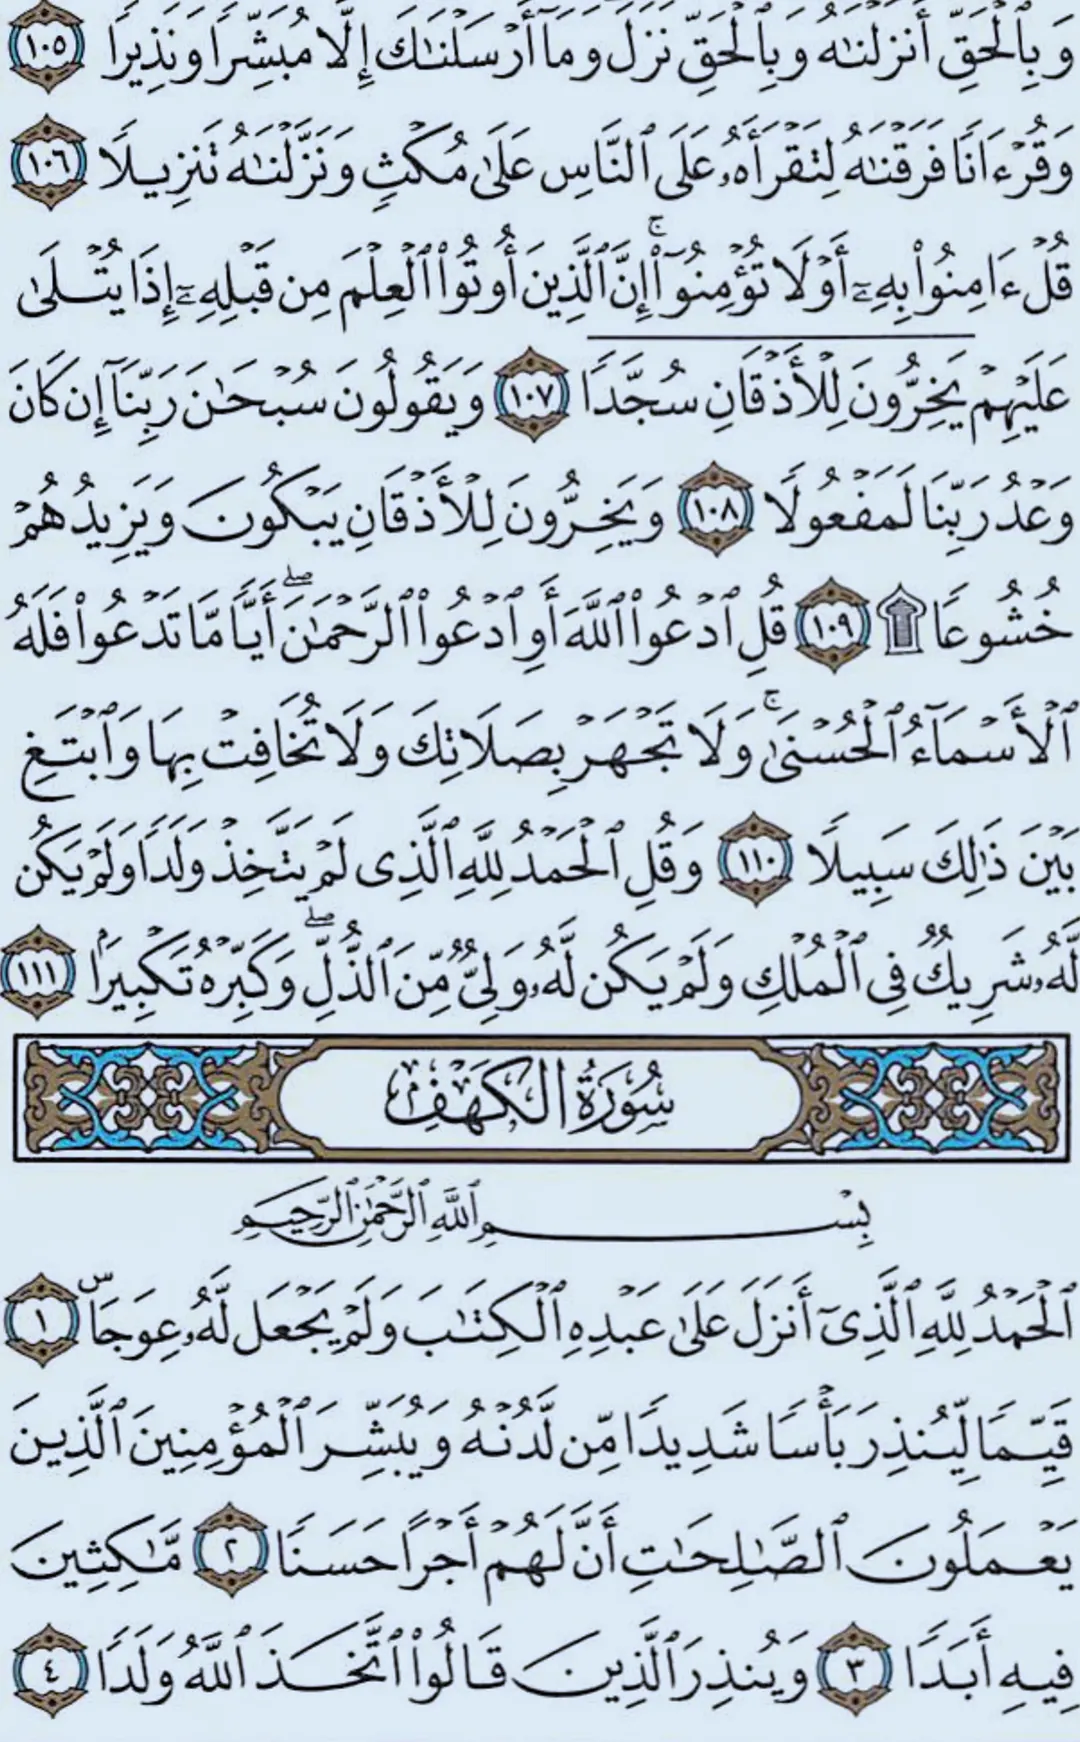 وَبِٱلْحَقِّ أَنزَلْنَٰهُ وَبِٱلْحَقِّ نَزَلَ وَمَآ أَرْسَلْنَٰكَ إِلَّا مُبَشِّرًا وَنَذِيرًا ١٠٥
وَقُرْءَانًا فَرَقْنَٰهُ لِتَقْرَأَهُۥ عَلَى ٱلنَّاسِ عَلَىٰ مُكْثٍ وَنَزَّلْنَٰهُ تَنزِيلًا ١٠٦
قُلْ ءَامِنُوا۟ بِهِۦٓ أَوْ لَا تُؤْمِنُوٓا۟ ۚ إِنَّ ٱلَّذِينَ أُوتُوا۟ ٱلْعِلْمَ مِن قَبْلِهِۦٓ إِذَا يُتْلَىٰ
عَلَيْهِمْ يَخِرُّونَ لِلْأَذْقَانِ سُجَّدًا ١٠٧ وَيَقُولُونَ سُبْحَٰنَ رَبِّنَآ إِن كَانَ
وَعْدُ رَبِّنَا لَمَفْعُولًا ١٠٨ وَيَخِرُّونَ لِلْأَذْقَانِ يَبْكُونَ وَيَزِيدُهُمْ
خُشُوعًا ۩ ١٠٩ قُلِ ٱدْعُوا۟ ٱللَّهَ أَوِ ٱدْعُوا۟ ٱلرَّحْمَٰنَ ۖ أَيًّا مَّا تَدْعُوا۟ فَلَهُ
ٱلْأَسْمَآءُ ٱلْحُسْنَىٰ ۚ وَلَا تَجْهَرْ بِصَلَاتِكَ وَلَا تُخَافِتْ بِهَا وَٱبْتَغِ
بَيْنَ ذَٰلِكَ سَبِيلًا ١١٠ وَقُلِ ٱلْحَمْدُ لِلَّهِ ٱلَّذِى لَمْ يَتَّخِذْ وَلَدًا وَلَمْ يَكُن
لَّهُۥ شَرِيكٌ فِى ٱلْمُلْكِ وَلَمْ يَكُن لَّهُۥ وَلِىٌّ مِّنَ ٱلذُّلِّ ۖ وَكَبِّرْهُ تَكْبِيرًۢا ١١١
سُورَةُ الكَهْفِ
بِسْمِ ٱللَّهِ ٱلرَّحْمَٰنِ ٱلرَّحِيمِ
ٱلْحَمْدُ لِلَّهِ ٱلَّذِىٓ أَنزَلَ عَلَىٰ عَبْدِهِ ٱلْكِتَٰبَ وَلَمْ يَجْعَل لَّهُۥ عِوَجَاۜ ١
قَيِّمًا لِّيُنذِرَ بَأْسًا شَدِيدًا مِّن لَّدُنْهُ وَيُبَشِّرَ ٱلْمُؤْمِنِينَ ٱلَّذِينَ
يَعْمَلُونَ ٱلصَّٰلِحَٰتِ أَنَّ لَهُمْ أَجْرًا حَسَنًا ٢ مَّٰكِثِينَ
فِيهِ أَبَدًا ٣ وَيُنذِرَ ٱلَّذِينَ قَالُوا۟ ٱتَّخَذَ ٱللَّهُ وَلَدًا ٤